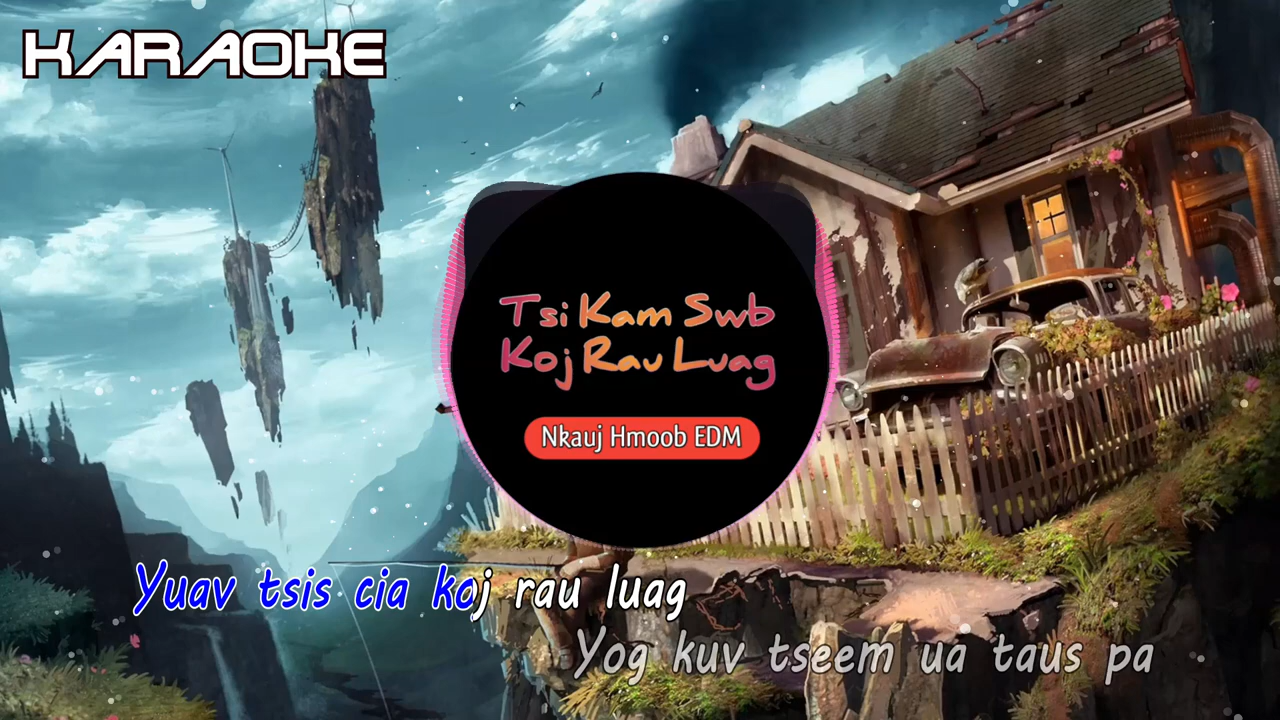 KARAOKE
Tsi Kam Swb
Koj Rau Luag
Nkauj Hmoob EDM
Yuav tsis cia koj rau luag
Yog kuv tseem ua taus pa